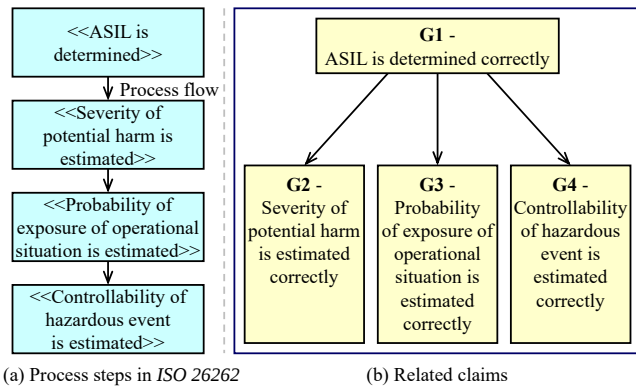 <<ASIL is
determined>>
Process flow
<<Severity of
potential harm is
estimated>>
<<Probability of
exposure of operational
situation is estimated>>
<<Controllability of
hazardous event
is estimated>>
(a) Process steps in ISO 26262
G1 -
ASIL is determined correctly
G2 -
Severity of
potential harm
is estimated
correctly
G3 -
Probability
of exposure of
operational
situation is
estimated
correctly
G4 -
Controllability
of hazardous
event is
estimated
correctly
(b) Related claims